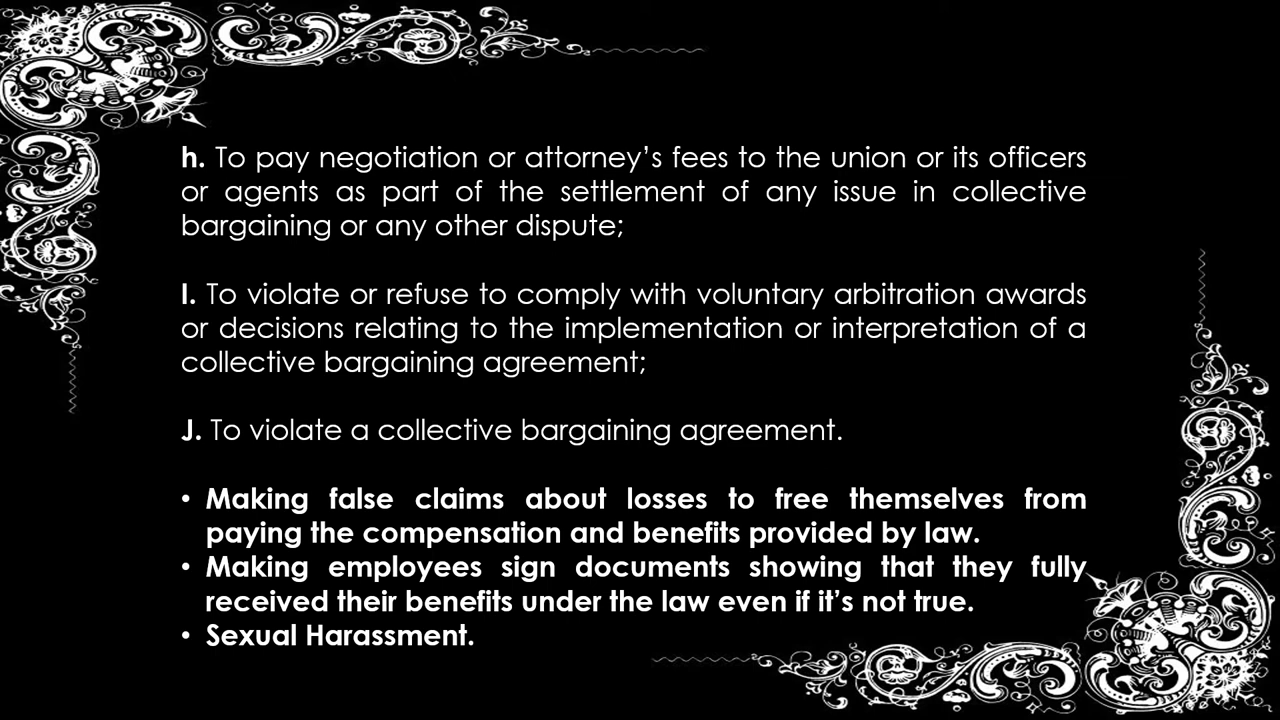 h. To pay negotiation or attorney’s fees to the union or its officers
or agents as part of the settlement of any issue in collective
bargaining or any other dispute;
I. To violate or refuse to comply with voluntary arbitration awards
or decisions relating to the implementation or interpretation of a
collective bargaining agreement;
J. To violate a collective bargaining agreement.
• Making false claims about losses to free themselves from
paying the compensation and benefits provided by law.
• Making employees sign documents showing that they fully
received their benefits under the law even if it’s not true.
• Sexual Harassment.